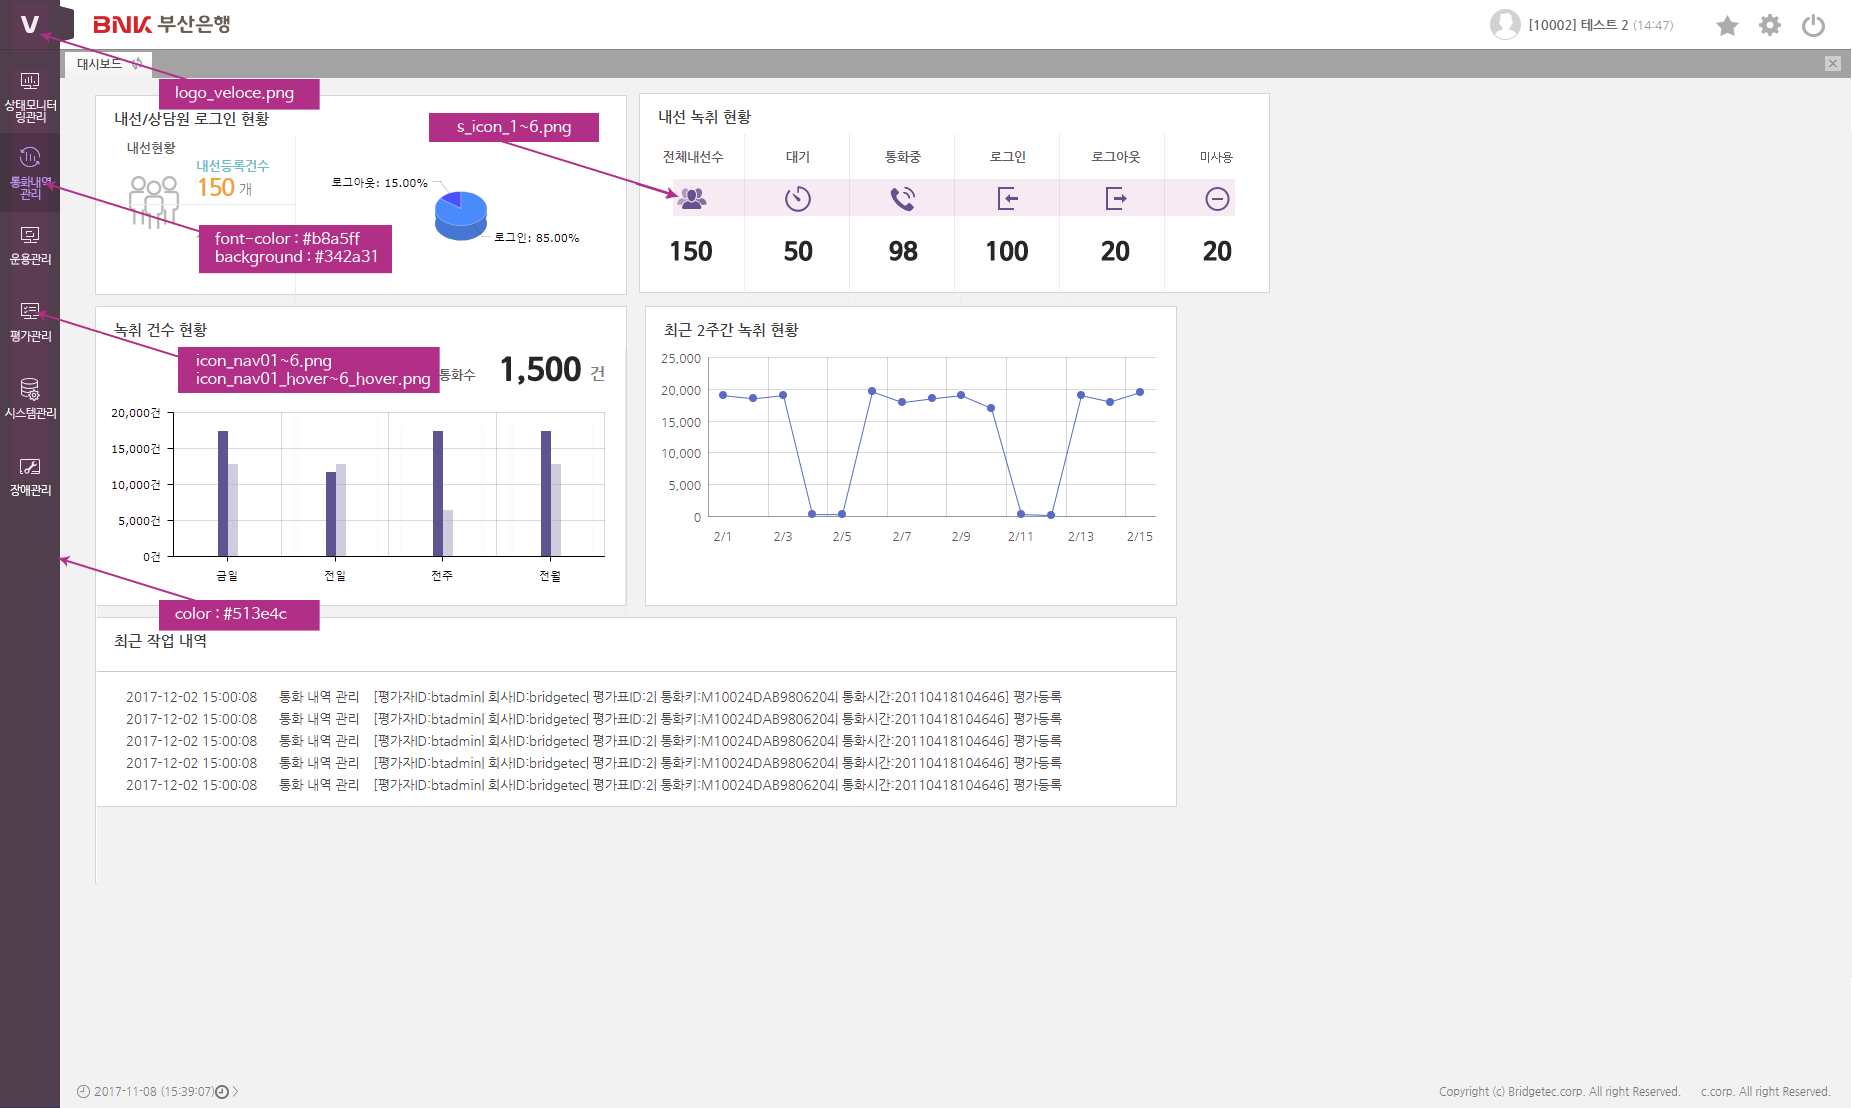 V
BNK 부산은행
[10002] 테스트 2 (14:47)
대시보드
logo_veloce.png
상태모니터
링관리
통화내역
관리
운용관리
평가관리
시스템관리
장애관리
내선/상담원 로그인 현황
내선현황
내선등록건수
150 개
로그아웃: 15.00%
로그인: 85.00%
s_icon_1~6.png
font-color : #b8a5ff
background : #342a31
내선 녹취 현황
전체내선수 대기 통화중 로그인 로그아웃 미사용
150 50 98 100 20 20
녹취 건수 현황
icon_nav01~6.png
icon_nav01_hover~6_hover.png
통화수 1,500 건
20,000건
15,000건
10,000건
5,000건
0건
금일 전일 전주 전월
최근 2주간 녹취 현황
25,000
20,000
15,000
10,000
5,000
0
2/1 2/3 2/5 2/7 2/9 2/11 2/13 2/15
color : #513e4c
최근 작업 내역
2017-12-02 15:00:08 통화 내역 관리 [평가자ID:btadmin| 회사ID:bridgetec| 평가표ID:2| 통화키:M10024DAB9806204| 통화시간:20110418104646] 평가등록
2017-12-02 15:00:08 통화 내역 관리 [평가자ID:btadmin| 회사ID:bridgetec| 평가표ID:2| 통화키:M10024DAB9806204| 통화시간:20110418104646] 평가등록
2017-12-02 15:00:08 통화 내역 관리 [평가자ID:btadmin| 회사ID:bridgetec| 평가표ID:2| 통화키:M10024DAB9806204| 통화시간:20110418104646] 평가등록
2017-12-02 15:00:08 통화 내역 관리 [평가자ID:btadmin| 회사ID:bridgetec| 평가표ID:2| 통화키:M10024DAB9806204| 통화시간:20110418104646] 평가등록
2017-12-02 15:00:08 통화 내역 관리 [평가자ID:btadmin| 회사ID:bridgetec| 평가표ID:2| 통화키:M10024DAB9806204| 통화시간:20110418104646] 평가등록
2017-11-08 (15:39:07)
Copyright (c) Bridgetec.corp. All right Reserved. c.corp. All right Reserved.